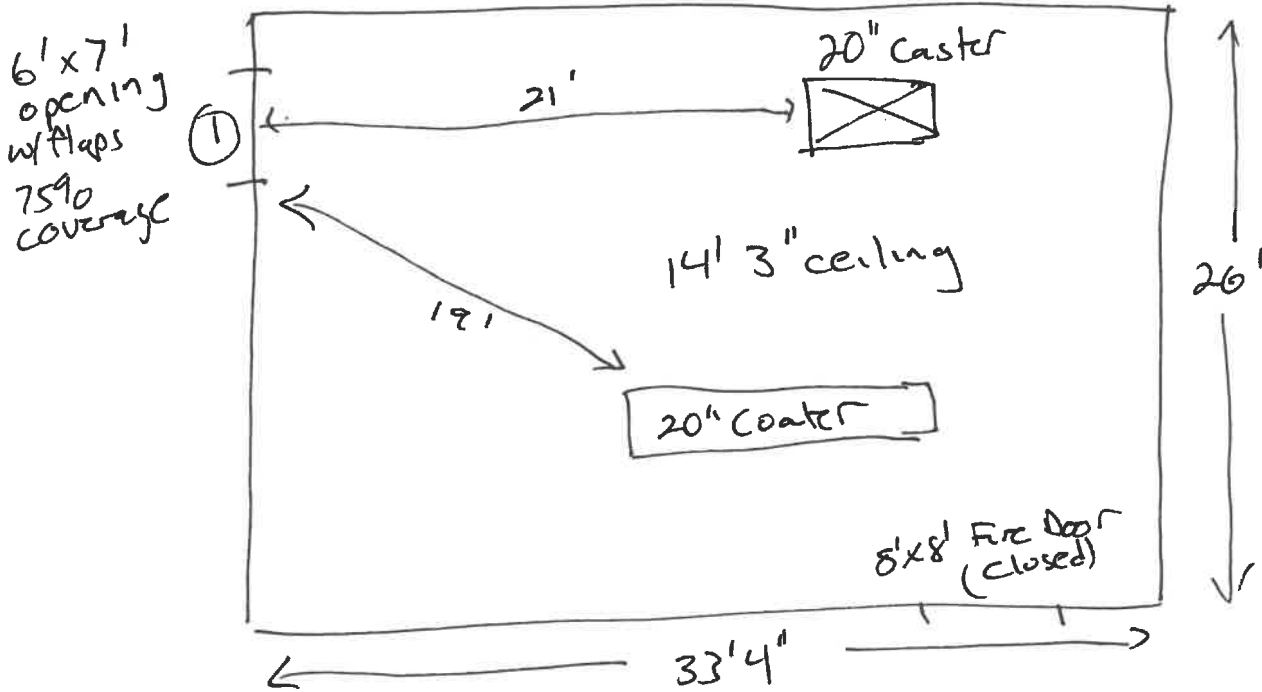 6' x 7'
opening
w/flaps
75%
coverage
1
21'
20" Caster
14' 3" ceiling
26'
19'
20" Coater
8'x8' Fire Door
(Closed)
33'4"